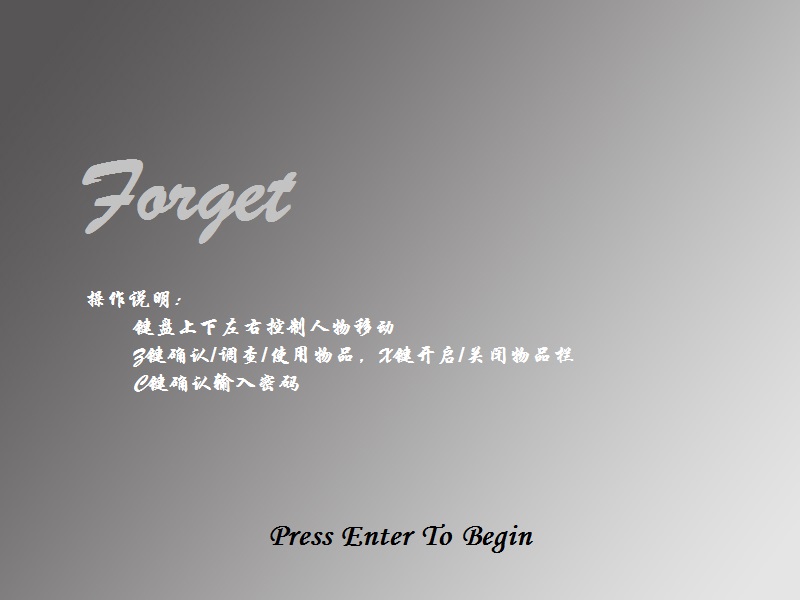 Forget
操作说明：
键盘上下左右控制人物移动
Z键确认/调查/使用物品，X键开启/关闭物品栏
C键确认输入密码
Press Enter To Begin